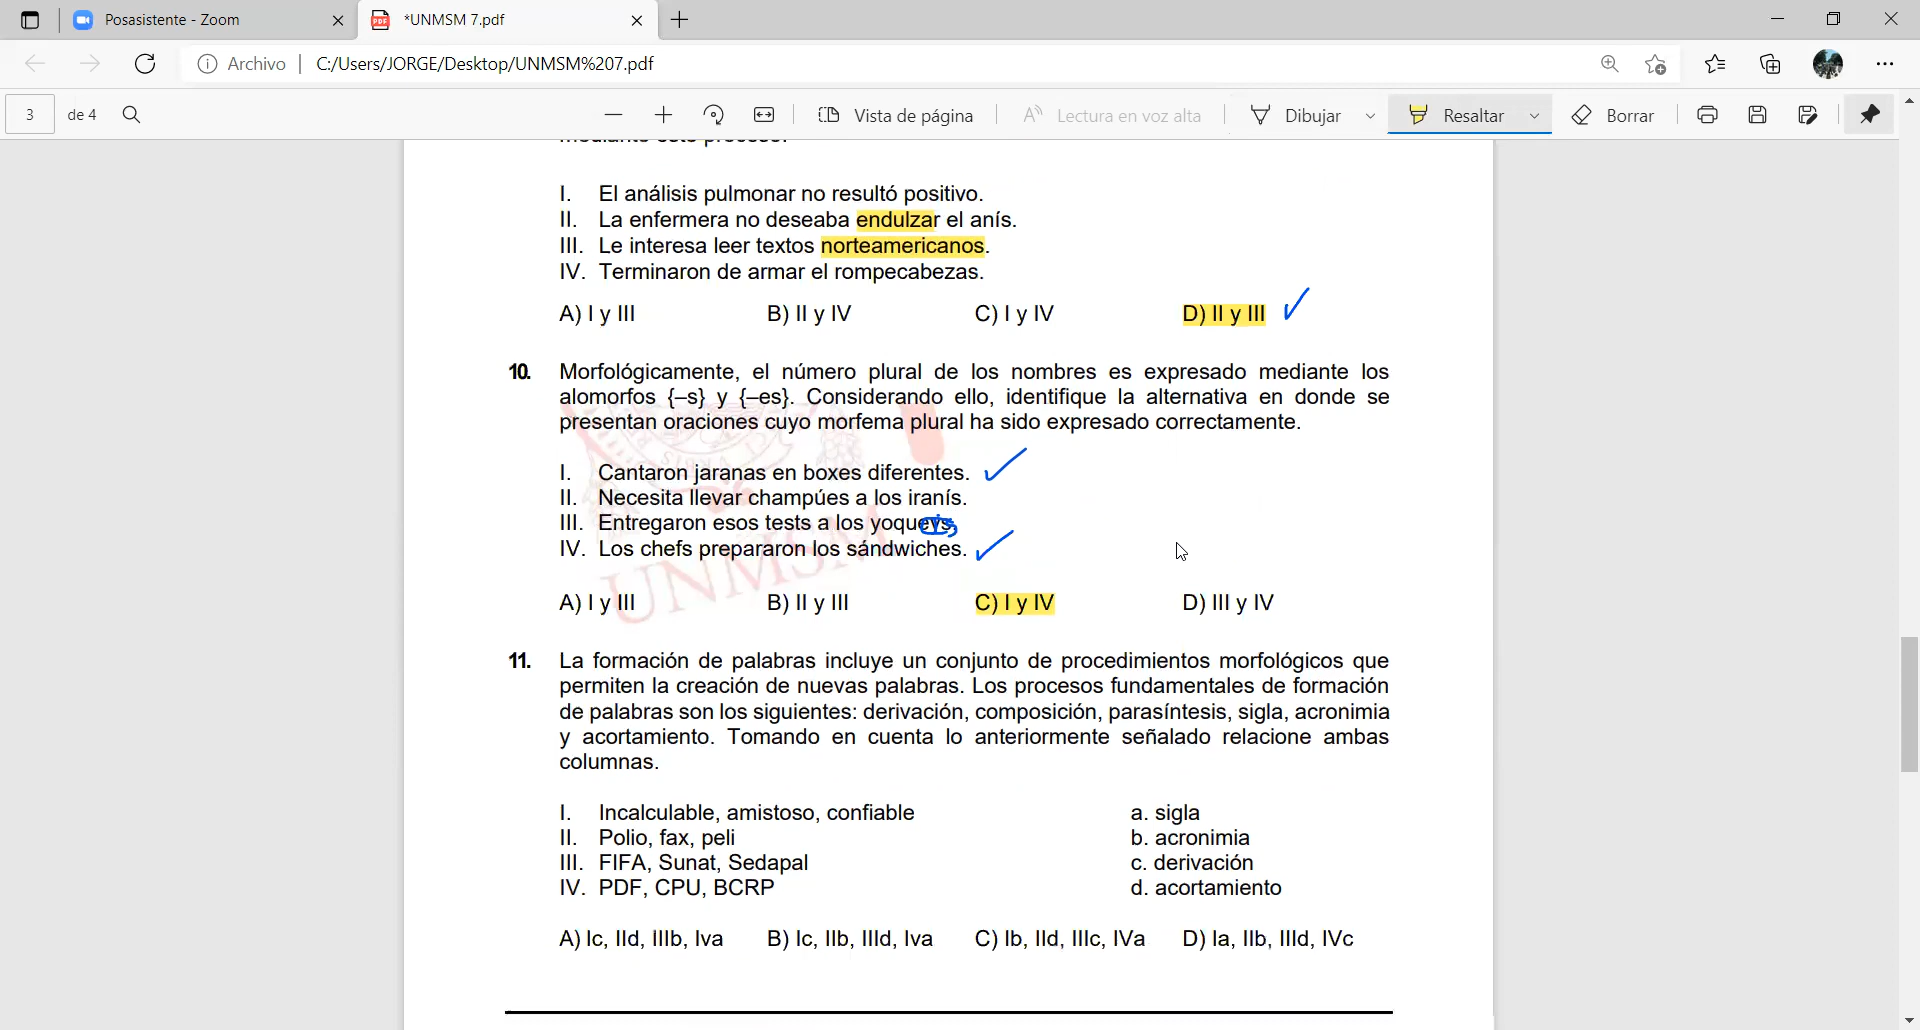 Posasistente - Zoom
*UNMSM 7.pdf
Archivo | C:/Users/JORGE/Desktop/UNMSM%207.pdf
3 de 4
Vista de página
Lectura en voz alta
Dibujar
Resaltar
Borrar
mediante este proceso.
I. El análisis pulmonar no resultó positivo.
II. La enfermera no deseaba endulzar el anís.
III. Le interesa leer textos norteamericanos.
IV. Terminaron de armar el rompecabezas.
A) I y III B) II y IV C) I y IV D) II y III
10. Morfológicamente, el número plural de los nombres es expresado mediante los
alomorfos {–s} y {–es}. Considerando ello, identifique la alternativa en donde se
presentan oraciones cuyo morfema plural ha sido expresado correctamente.
I. Cantaron jaranas en boxes diferentes.
II. Necesita llevar champúes a los iranís.
III. Entregaron esos tests a los yoqueys.
IV. Los chefs prepararon los sándwiches.
UNMSM
A) I y III B) II y III C) I y IV D) III y IV
11. La formación de palabras incluye un conjunto de procedimientos morfológicos que
permiten la creación de nuevas palabras. Los procesos fundamentales de formación
de palabras son los siguientes: derivación, composición, parasíntesis, sigla, acronimia
y acortamiento. Tomando en cuenta lo anteriormente señalado relacione ambas
columnas.
I. Incalculable, amistoso, confiable a. sigla
II. Polio, fax, peli b. acronimia
III. FIFA, Sunat, Sedapal c. derivación
IV. PDF, CPU, BCRP d. acortamiento
A) Ic, IId, IIIb, Iva B) Ic, IIb, IIId, Iva C) Ib, IId, IIIc, IVa D) Ia, IIb, IIId, IVc